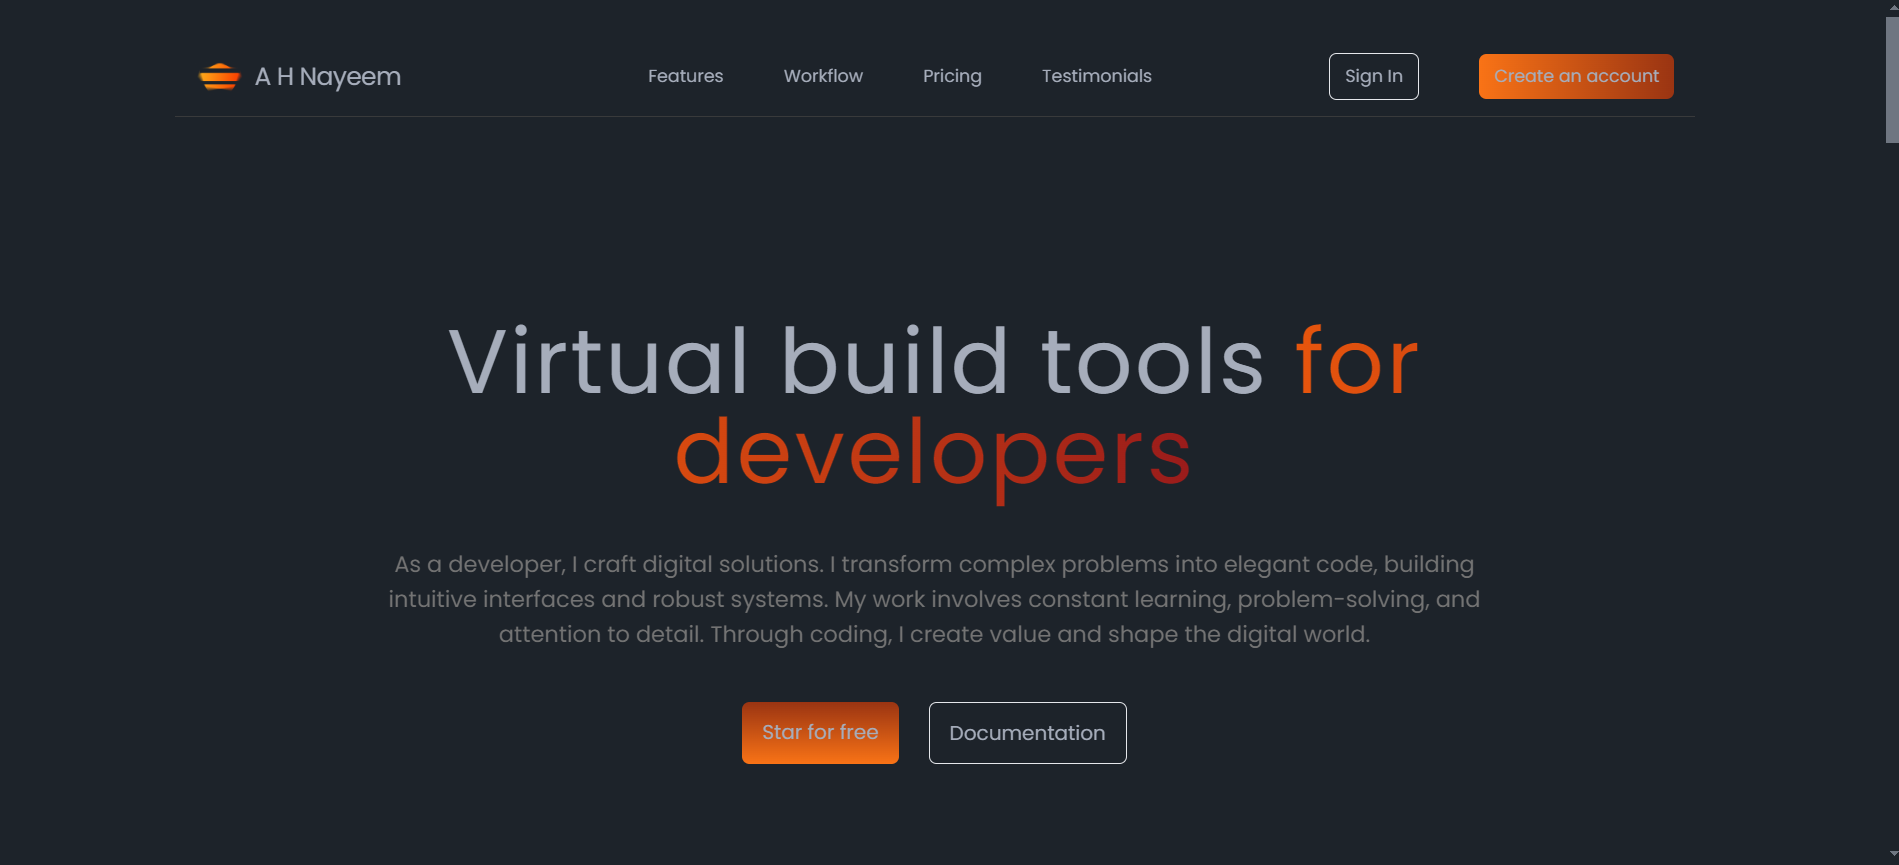 A H Nayeem
Features
Workflow
Pricing
Testimonials
Sign In
Create an account
Virtual build tools for
developers
As a developer, I craft digital solutions. I transform complex problems into elegant code, building
intuitive interfaces and robust systems. My work involves constant learning, problem-solving, and
attention to detail. Through coding, I create value and shape the digital world.
Star for free
Documentation